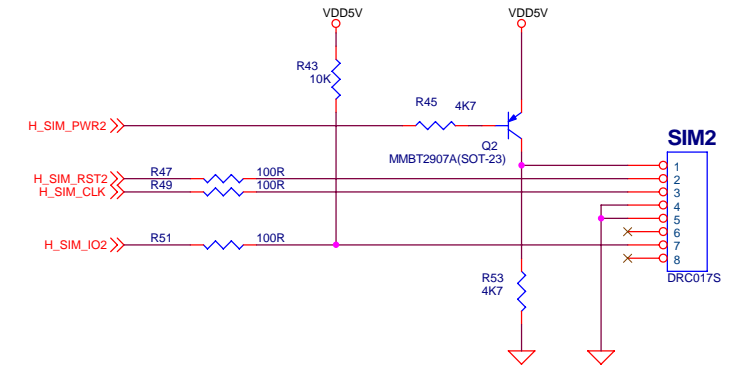 VDD5V VDD5V
R43
10K
R45 4K7
H_SIM_PWR2
Q2
MMBT2907A(SOT-23)
SIM2
1
R47 100R
H_SIM_RST2
2
R49 100R
H_SIM_CLK
3
4
5
6
R51 100R
H_SIM_IO2
7
8
DRC017S
R53
4K7